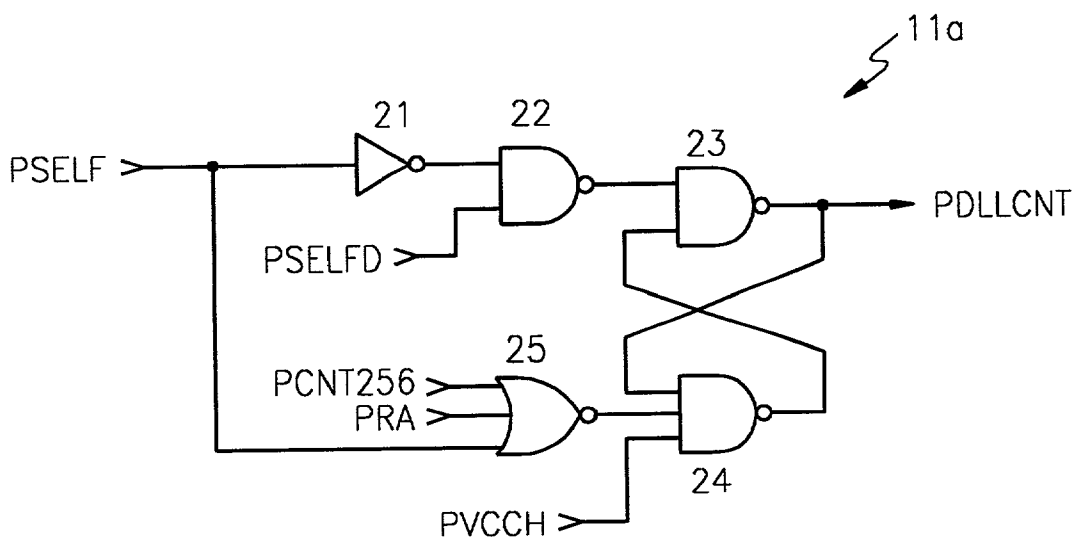 11a
21
22
23
PSELF
PDLLCNT
PSELFD
25
PCNT256
PRA
24
PVCCH